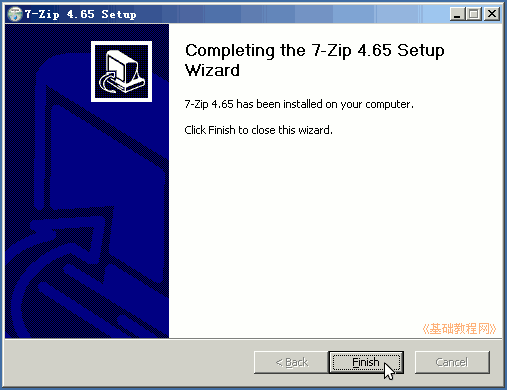 7-Zip 4.65 Setup
Completing the 7-Zip 4.65 Setup
Wizard
7-Zip 4.65 has been installed on your computer.
Click Finish to close this wizard.
《基础教程网》
< Back
Finish
Cancel